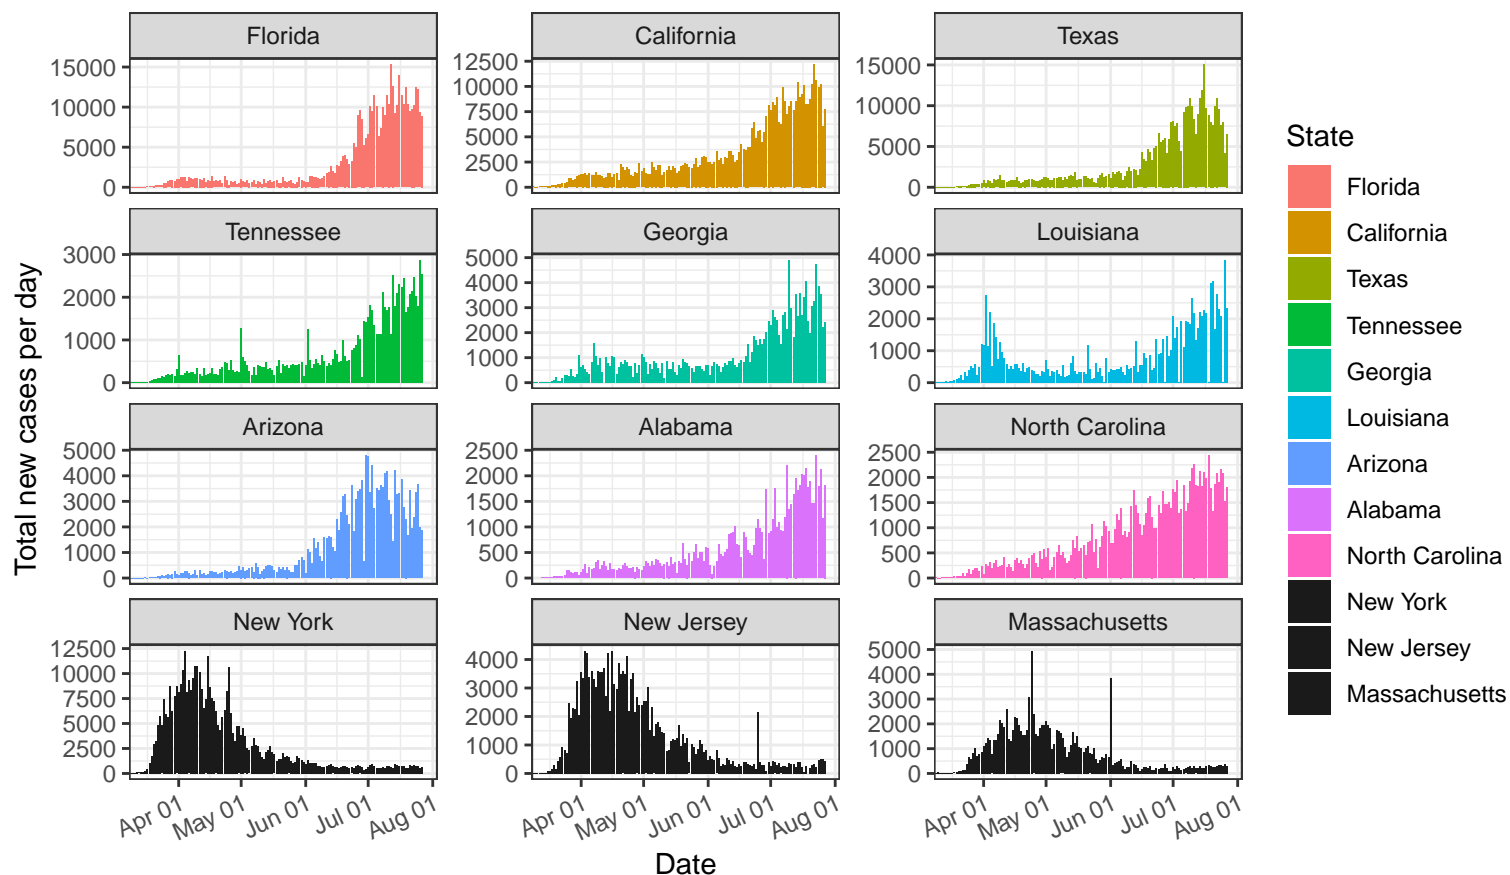 Florida
California
Texas
15000
10000
5000
0
12500
10000
7500
5000
2500
0
15000
10000
5000
0
Tennessee
Georgia
Louisiana
3000
2000
1000
0
5000
4000
3000
2000
1000
0
4000
3000
2000
1000
0
Arizona
Alabama
North Carolina
5000
4000
3000
2000
1000
0
2500
2000
1500
1000
500
0
2500
2000
1500
1000
500
0
New York
New Jersey
Massachusetts
12500
10000
7500
5000
2500
0
4000
3000
2000
1000
0
5000
4000
3000
2000
1000
0
Apr 01
May 01
Jun 01
Jul 01
Aug 01
Apr 01
May 01
Jun 01
Jul 01
Aug 01
Apr 01
May 01
Jun 01
Jul 01
Aug 01
Date
Total new cases per day
State
Florida
California
Texas
Tennessee
Georgia
Louisiana
Arizona
Alabama
North Carolina
New York
New Jersey
Massachusetts